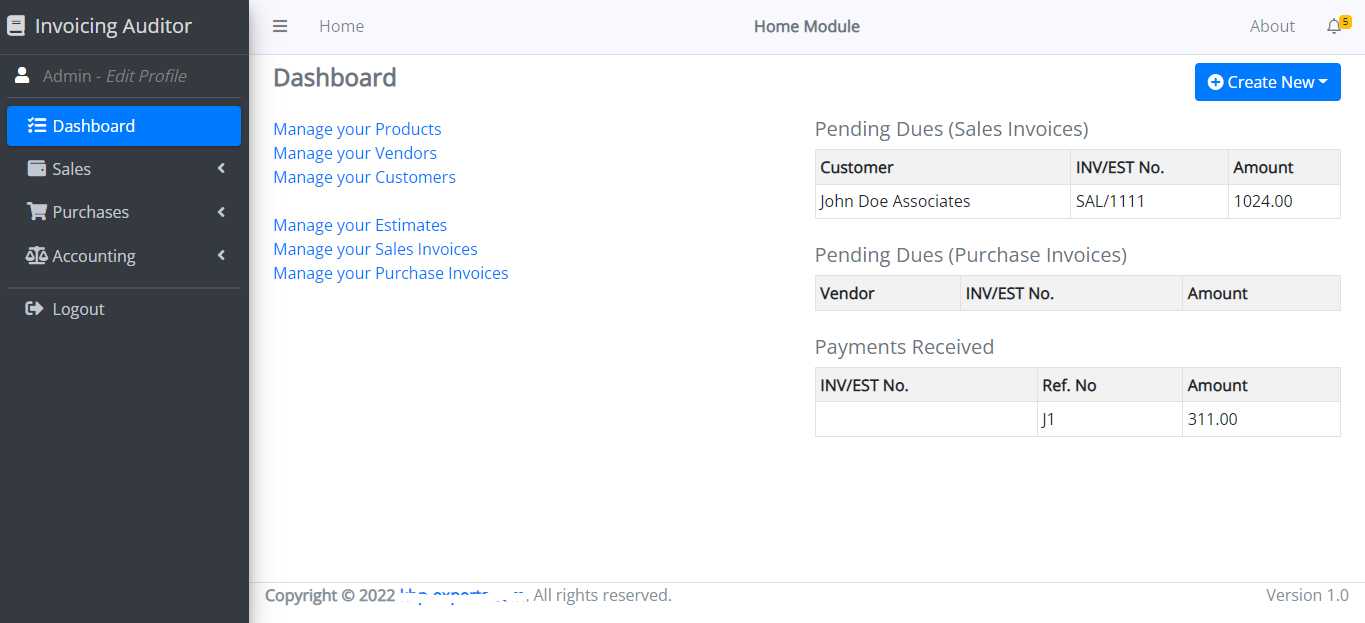 Invoicing Auditor
Home
Home Module
About
5
Admin - Edit Profile
Dashboard
Sales
Purchases
Accounting
Logout
Dashboard
Create New
Manage your Products
Manage your Vendors
Manage your Customers
Manage your Estimates
Manage your Sales Invoices
Manage your Purchase Invoices
Pending Dues (Sales Invoices)
Customer INV/EST No. Amount
John Doe Associates SAL/1111 1024.00
Pending Dues (Purchase Invoices)
Vendor INV/EST No. Amount
Payments Received
INV/EST No. Ref. No Amount
J1 311.00
Copyright © 2022 . All rights reserved.
Version 1.0